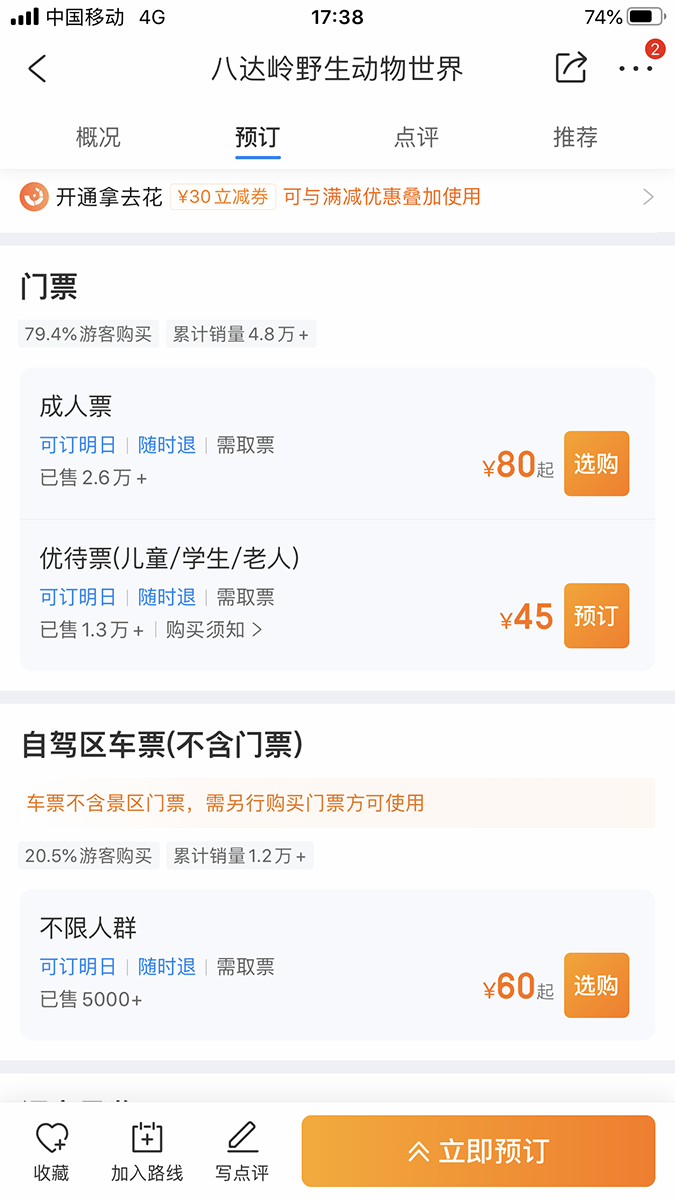 中国移动 4G 17:38 74%
八达岭野生动物世界 2
概况 预订 点评 推荐
开通拿去花 ¥30立减券 可与满减优惠叠加使用
门票
79.4%游客购买 累计销量4.8万+
成人票
可订明日 随时退 需取票
已售2.6万+
¥80起 选购
优待票(儿童/学生/老人)
可订明日 随时退 需取票
已售1.3万+ 购买须知
¥45 预订
自驾区车票(不含门票)
车票不含景区门票，需另行购买门票方可使用
20.5%游客购买 累计销量1.2万+
不限人群
可订明日 随时退 需取票
已售5000+
¥60起 选购
收藏 加入路线 写点评 立即预订